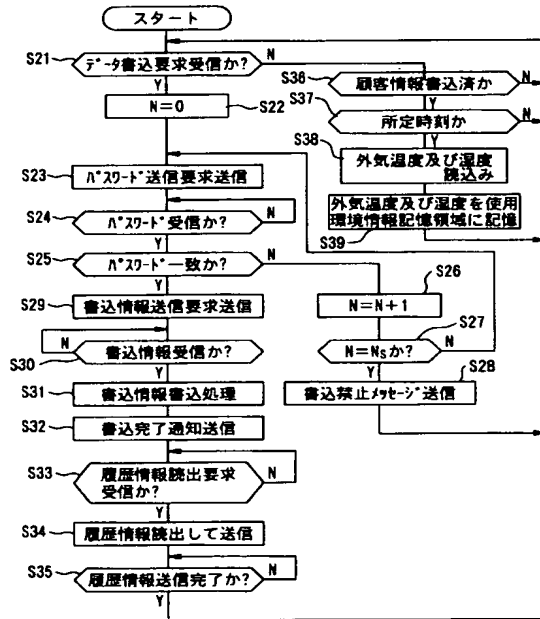 スタート
S21
データ書込要求受信か?
N
Y
N=0
S22
S23
パスワード送信要求送信
S24
パスワード受信か?
N
Y
S25
パスワード一致か?
N
Y
S29
書込情報送信要求送信
S30
書込情報受信か?
N
Y
S31
書込情報書込処理
S32
書込完了通知送信
S33
履歴情報読出要求
受信か?
N
Y
S34
履歴情報読出して送信
S35
履歴情報送信完了か?
N
Y
S36
顧客情報書込済か
N
Y
S37
所定時刻か
N
Y
S38
外気温度及び湿度
読込み
外気温度及び湿度を使用
環境情報記憶領域に記憶
S39
S26
N=N+1
S27
N=NSか?
N
Y
S28
書込禁止メッセージ送信